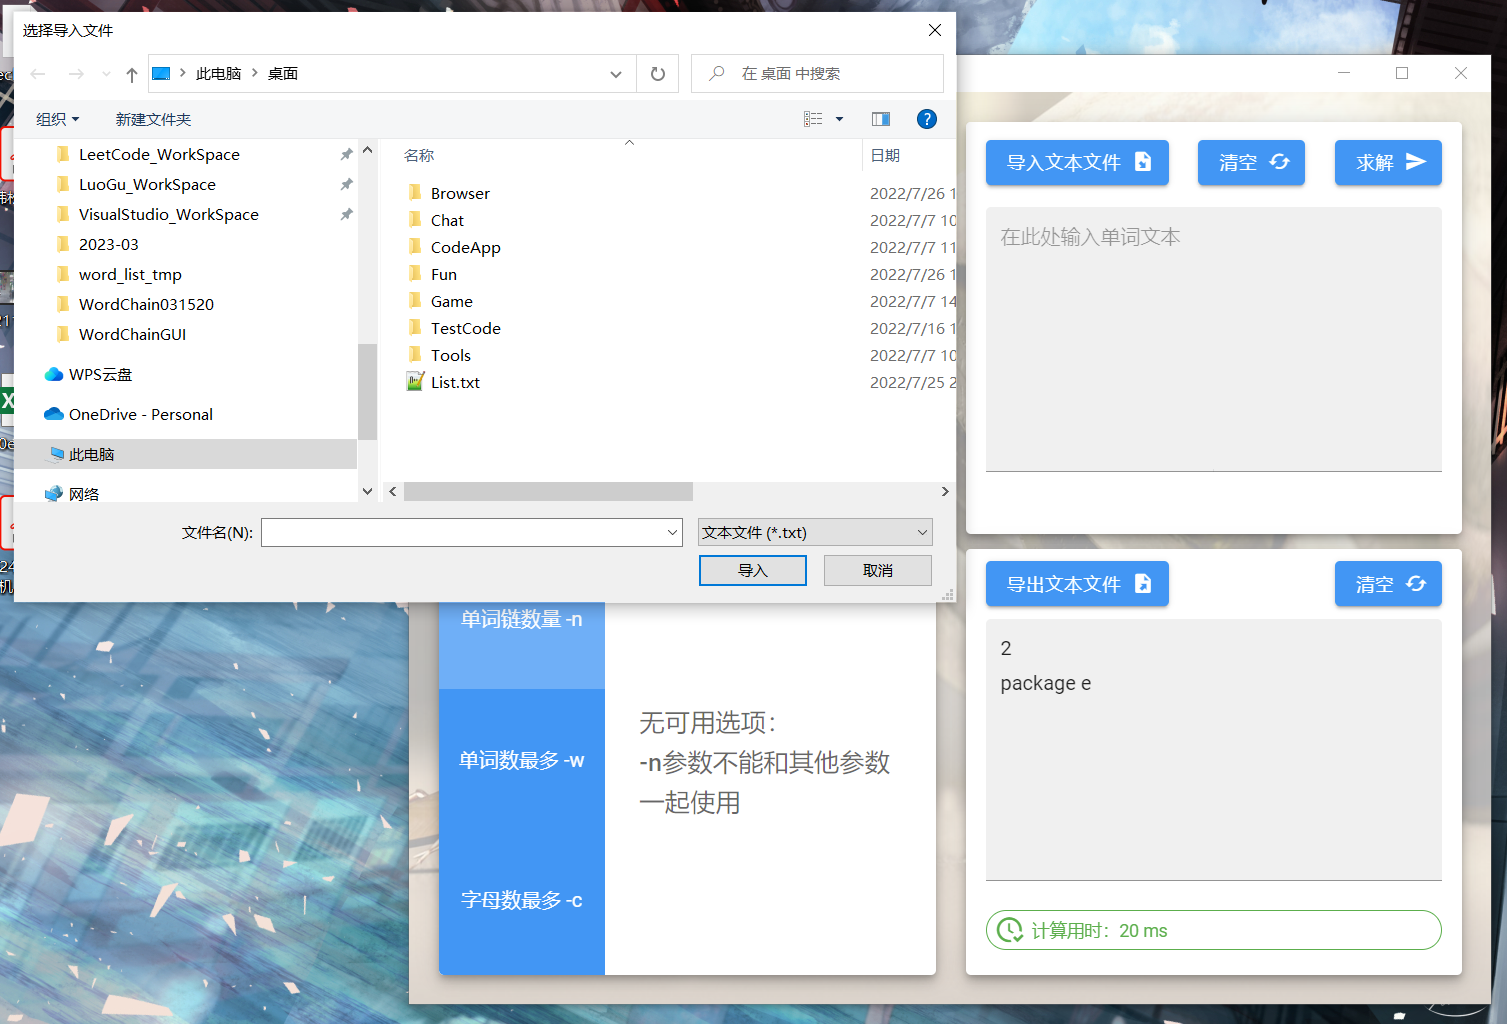 选择导入文件
此电脑
桌面
在 桌面 中搜索
组织
新建文件夹
LeetCode_WorkSpace
LuoGu_WorkSpace
VisualStudio_WorkSpace
2023-03
word_list_tmp
WordChain031520
WordChainGUI
WPS云盘
OneDrive - Personal
此电脑
网络
名称
日期
Browser
2022/7/26 1
Chat
2022/7/7 10
CodeApp
2022/7/7 11
Fun
2022/7/26 1
Game
2022/7/7 14
TestCode
2022/7/16 1
Tools
2022/7/7 10
List.txt
2022/7/25 2
文件名(N):
文本文件 (*.txt)
导入
取消
单词链数量 -n
单词数最多 -w
字母数最多 -c
无可用选项：
-n参数不能和其他参数
一起使用
导入文本文件
清空
求解
在此处输入单词文本
导出文本文件
清空
2
package e
计算用时：20 ms